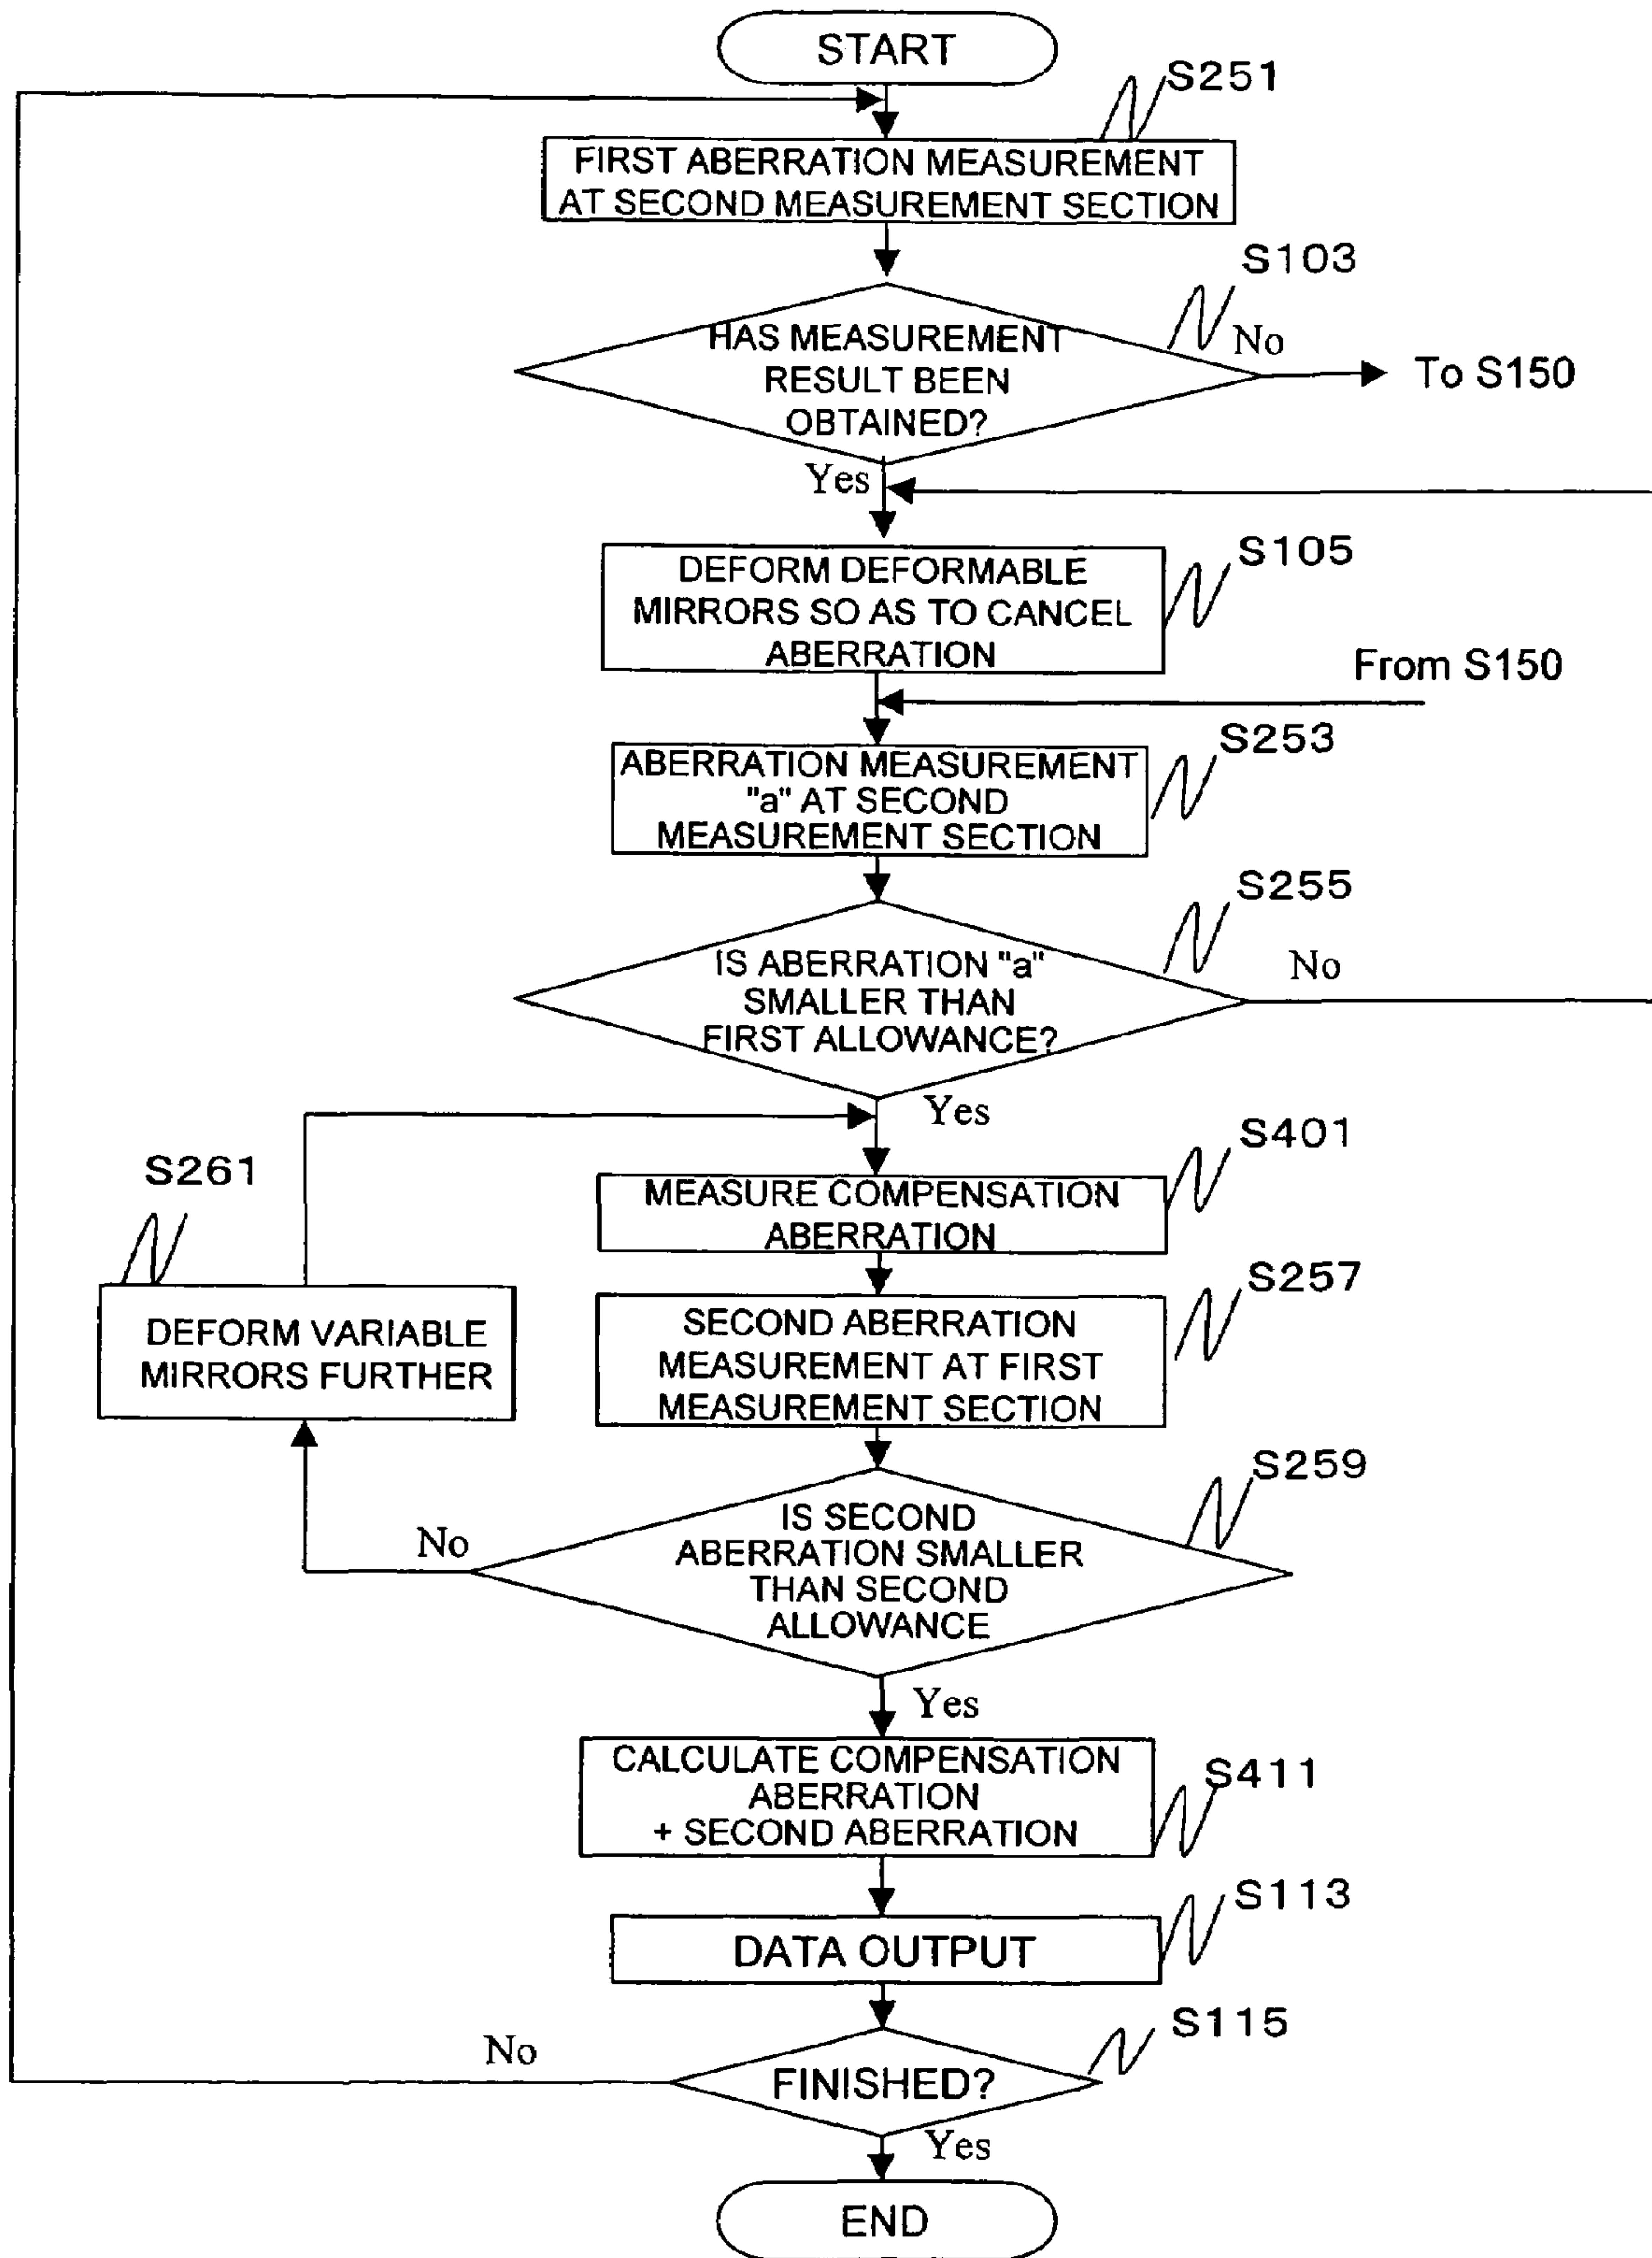 START
S251
FIRST ABERRATION MEASUREMENT
AT SECOND MEASUREMENT SECTION
S103
HAS MEASUREMENT
RESULT BEEN
OBTAINED?
No
To S150
Yes
S105
DEFORM DEFORMABLE
MIRRORS SO AS TO CANCEL
ABERRATION
From S150
S253
ABERRATION MEASUREMENT
"a" AT SECOND
MEASUREMENT SECTION
S255
IS ABERRATION "a"
SMALLER THAN
FIRST ALLOWANCE?
No
Yes
S401
MEASURE COMPENSATION
ABERRATION
S261
DEFORM VARIABLE
MIRRORS FURTHER
S257
SECOND ABERRATION
MEASUREMENT AT FIRST
MEASUREMENT SECTION
S259
IS SECOND
ABERRATION SMALLER
THAN SECOND
ALLOWANCE
No
Yes
CALCULATE COMPENSATION
ABERRATION
+ SECOND ABERRATION
S411
S113
DATA OUTPUT
S115
FINISHED?
No
Yes
END